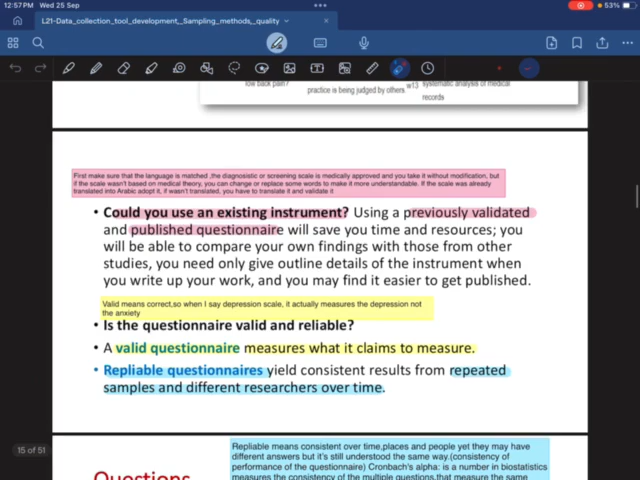 12:57PM Wed 25 Sep
53%
L21-Data_collection_tool_development,_Sampling_methods,_quality
low back pain?
practice is being judged by others
w13
systematic analysis of medical
records
First make sure that the language is matched ,the diagnosistic or screening scale is medically approved and you take it without modification, but
if the scale wasn't based on medical theory, you can change or replace some words to make it more understandable. If the scale was already
translated into Arabic adopt it, if wasn't translated, you have to translate it and validate it
• Could you use an existing instrument? Using a previously validated
and published questionnaire will save you time and resources; you
will be able to compare your own findings with those from other
studies, you need only give outline details of the instrument when
you write up your work, and you may find it easier to get published.
Valid means correct,so when I say depression scale, it actually measures the depression not
the anxiety
• Is the questionnaire valid and reliable?
• A valid questionnaire measures what it claims to measure.
• Repliable questionnaires yield consistent results from repeated
samples and different researchers over time.
15 of 51
Repliable means consistent over time,places and people yet they may have
different answers but it's still understood the same way.(consistency of
performance of the questionnaire) Cronbach's alpha: is a number in biostatistics
measures the consistency of the multiple questions,that measure the same
Questions